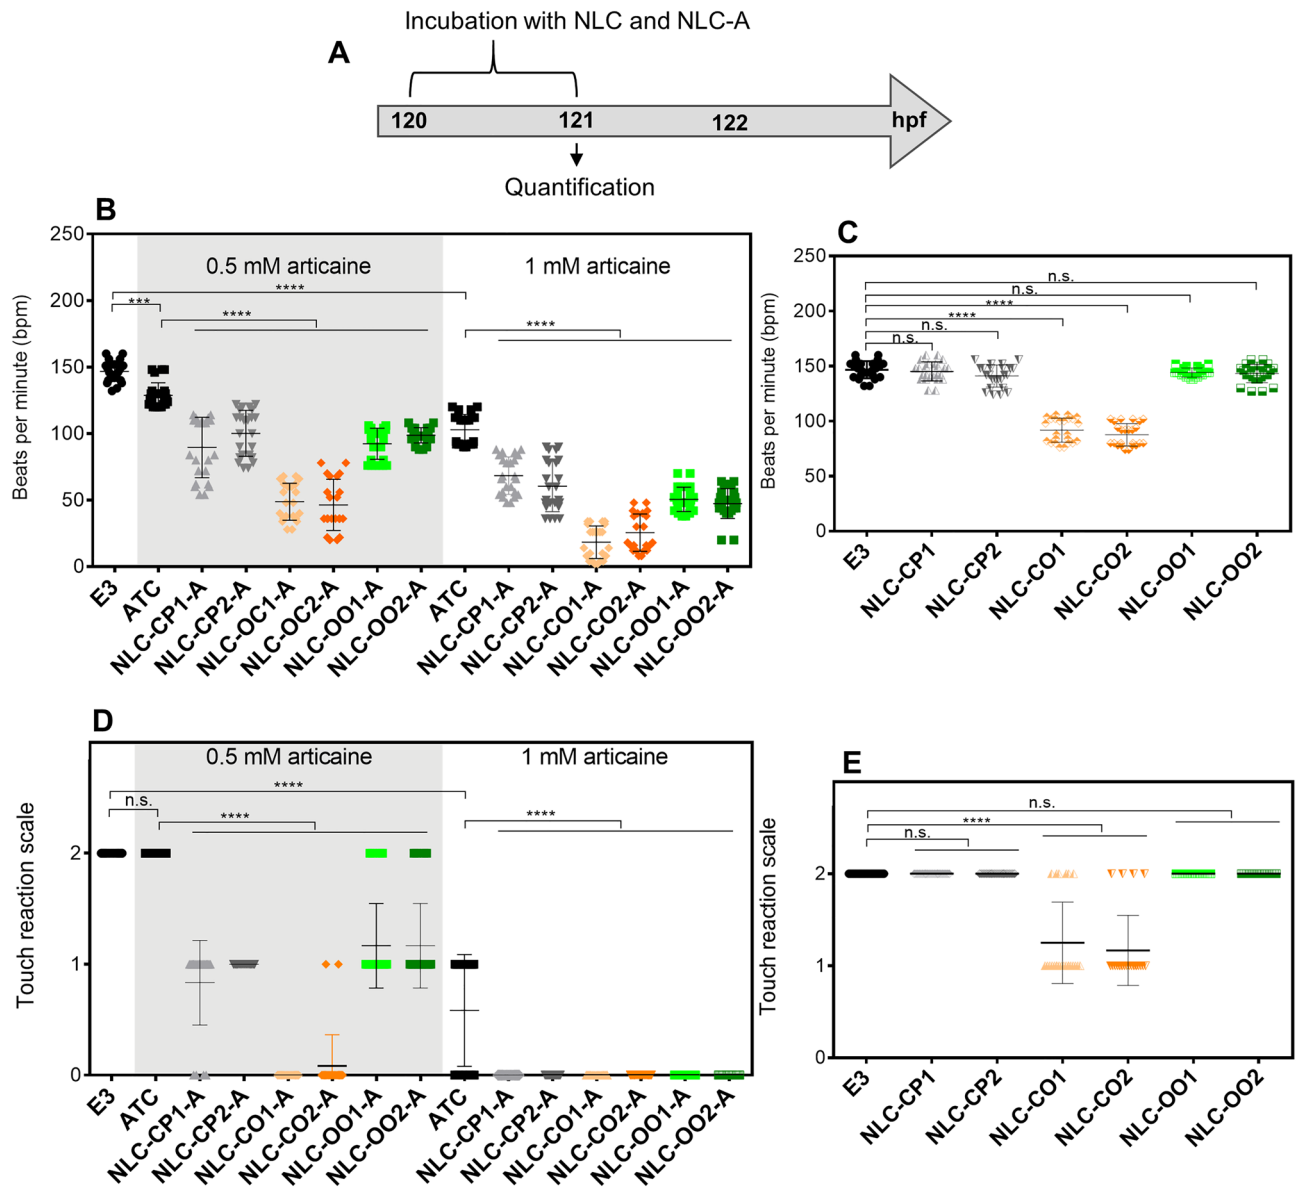 Incubation with NLC and NLC-A
A
120 121 122 hpf
Quantification
B
250
200
150
100
50
0
Beats per minute (bpm)
0.5 mM articaine
1 mM articaine
****
***
****
****
E3
ATC
NLC-CP1-A
NLC-CP2-A
NLC-OC1-A
NLC-OC2-A
NLC-OO1-A
NLC-OO2-A
ATC
NLC-CP1-A
NLC-CP2-A
NLC-CO1-A
NLC-CO2-A
NLC-OO1-A
NLC-OO2-A
C
250
200
150
100
50
0
Beats per minute (bpm)
n.s.
n.s.
****
****
n.s.
n.s.
E3
NLC-CP1
NLC-CP2
NLC-CO1
NLC-CO2
NLC-OO1
NLC-OO2
D
2
1
0
Touch reaction scale
0.5 mM articaine
1 mM articaine
****
n.s.
****
****
E3
ATC
NLC-CP1-A
NLC-CP2-A
NLC-CO1-A
NLC-CO2-A
NLC-OO1-A
NLC-OO2-A
ATC
NLC-CP1-A
NLC-CP2-A
NLC-CO1-A
NLC-CO2-A
NLC-OO1-A
NLC-OO2-A
E
2
1
0
Touch reaction scale
n.s.
****
n.s.
E3
NLC-CP1
NLC-CP2
NLC-CO1
NLC-CO2
NLC-OO1
NLC-OO2